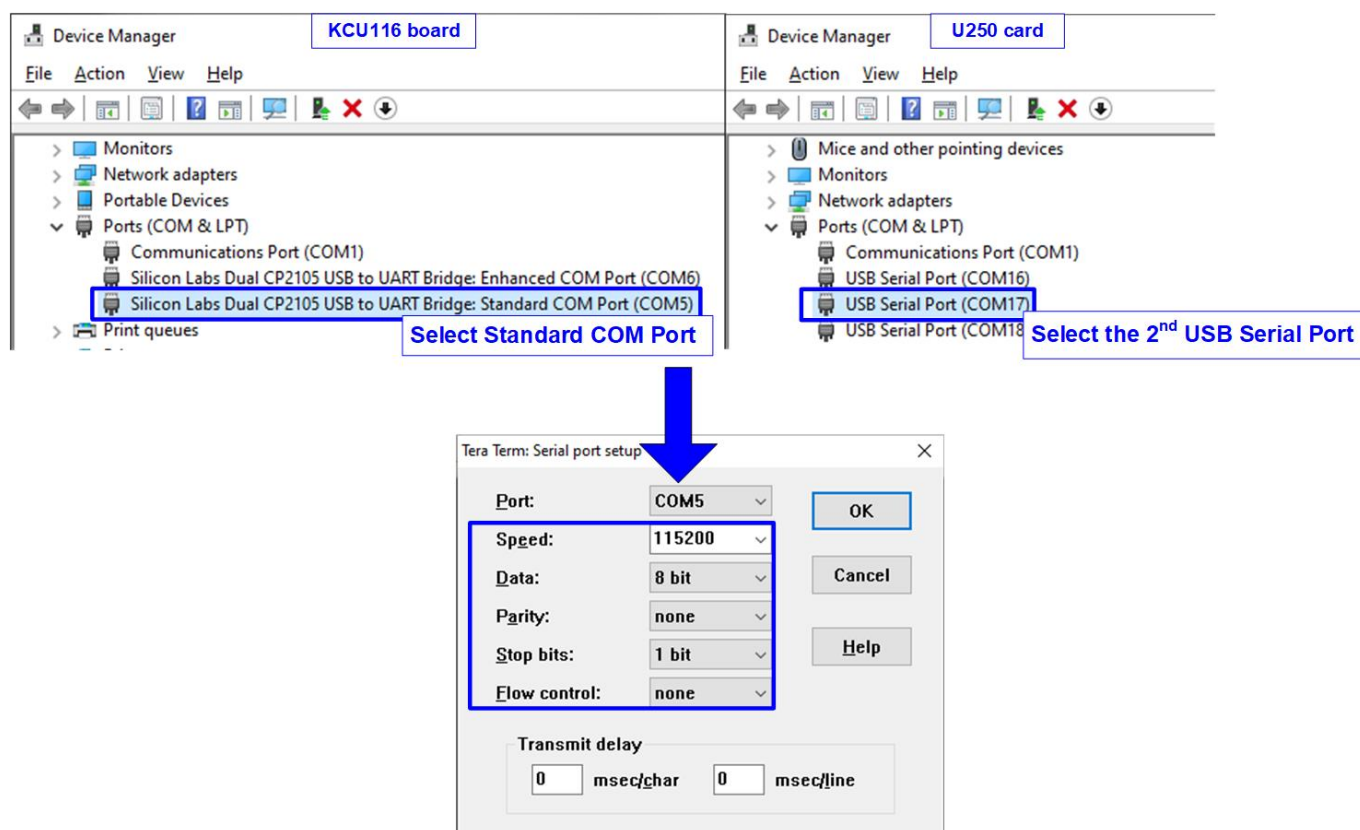 Device Manager
KCU116 board
File Action View Help
Monitors
Network adapters
Portable Devices
Ports (COM & LPT)
Communications Port (COM1)
Silicon Labs Dual CP2105 USB to UART Bridge: Enhanced COM Port (COM6)
Silicon Labs Dual CP2105 USB to UART Bridge: Standard COM Port (COM5)
Print queues
Select Standard COM Port
Device Manager
U250 card
File Action View Help
Mice and other pointing devices
Monitors
Network adapters
Ports (COM & LPT)
Communications Port (COM1)
USB Serial Port (COM16)
USB Serial Port (COM17)
USB Serial Port (COM18
Select the 2nd USB Serial Port
Tera Term: Serial port setup
Port: COM5
OK
Speed: 115200
Data: 8 bit
Cancel
Parity: none
Stop bits: 1 bit
Help
Flow control: none
Transmit delay
0 msec/char 0 msec/line